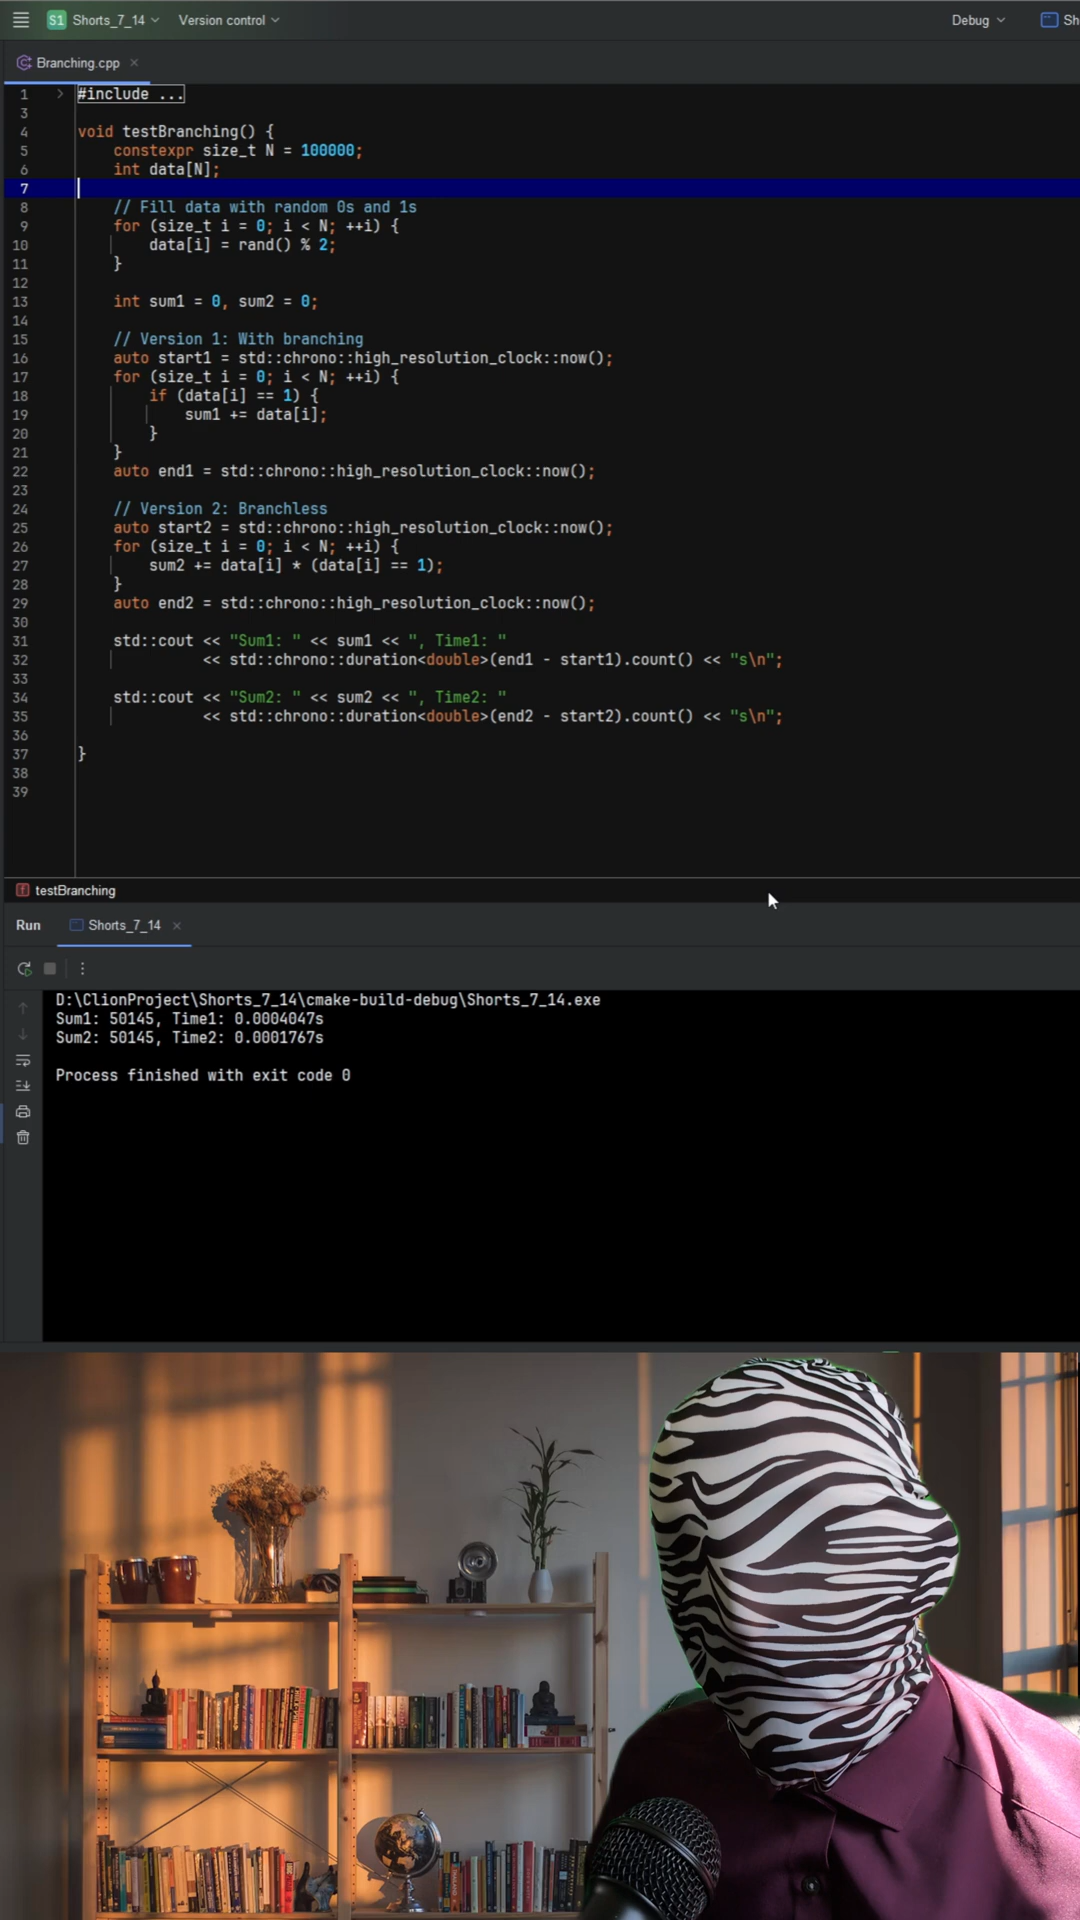 S1 Shorts_7_14 Version control Debug Sh
Branching.cpp
1 #include ...
3
4 void testBranching() {
5 constexpr size_t N = 100000;
6 int data[N];
7
8 // Fill data with random 0s and 1s
9 for (size_t i = 0; i < N; ++i) {
10 data[i] = rand() % 2;
11 }
12
13 int sum1 = 0, sum2 = 0;
14
15 // Version 1: With branching
16 auto start1 = std::chrono::high_resolution_clock::now();
17 for (size_t i = 0; i < N; ++i) {
18 if (data[i] == 1) {
19 sum1 += data[i];
20 }
21 }
22 auto end1 = std::chrono::high_resolution_clock::now();
23
24 // Version 2: Branchless
25 auto start2 = std::chrono::high_resolution_clock::now();
26 for (size_t i = 0; i < N; ++i) {
27 sum2 += data[i] * (data[i] == 1);
28 }
29 auto end2 = std::chrono::high_resolution_clock::now();
30
31 std::cout << "Sum1: " << sum1 << ", Time1: "
32 << std::chrono::duration<double>(end1 - start1).count() << "s\n";
33
34 std::cout << "Sum2: " << sum2 << ", Time2: "
35 << std::chrono::duration<double>(end2 - start2).count() << "s\n";
36
37 }
38
39
f testBranching
Run Shorts_7_14
D:\ClionProject\Shorts_7_14\cmake-build-debug\Shorts_7_14.exe
Sum1: 50145, Time1: 0.0004047s
Sum2: 50145, Time2: 0.0001767s
Process finished with exit code 0